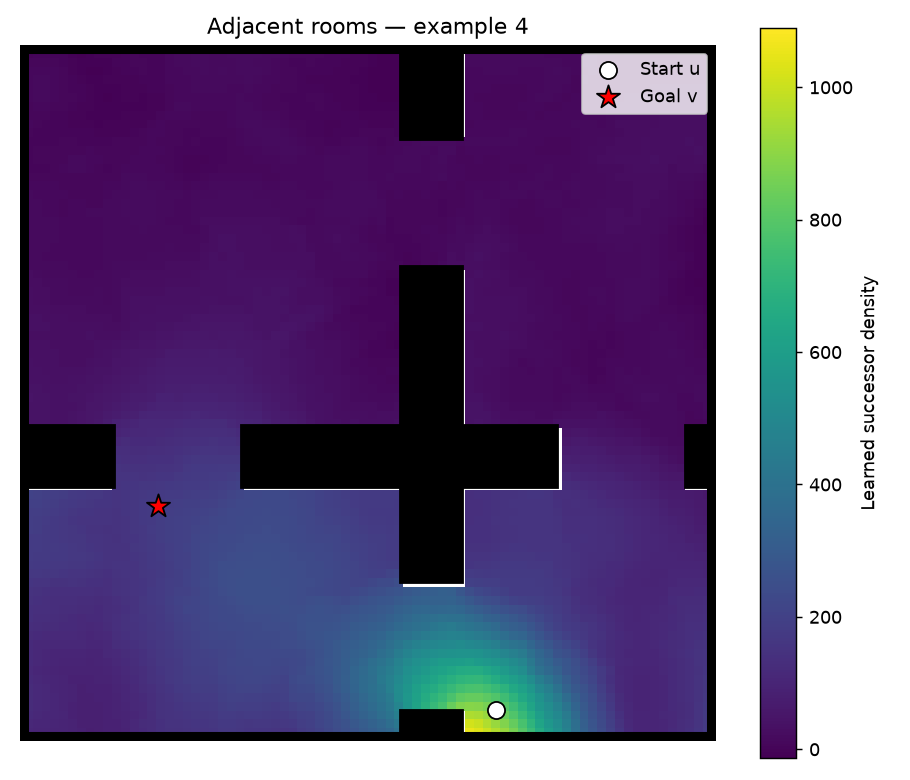 Adjacent rooms — example 4
Start u
Goal v
1000
800
600
400
200
0
Learned successor density